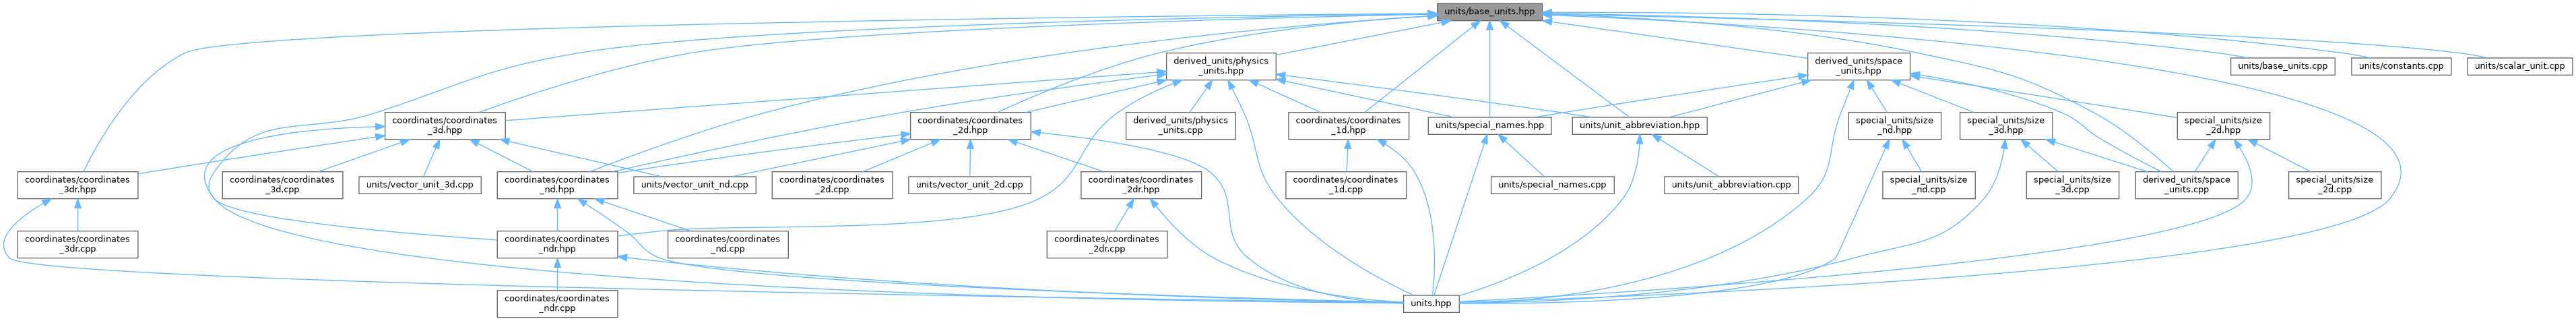 units/base_units.hpp
derived_units/physics
_units.hpp
derived_units/space
_units.hpp
units/base_units.cpp
units/constants.cpp
units/scalar_unit.cpp
coordinates/coordinates
_3d.hpp
coordinates/coordinates
_2d.hpp
derived_units/physics
_units.cpp
coordinates/coordinates
_1d.hpp
units/special_names.hpp
units/unit_abbreviation.hpp
special_units/size
_nd.hpp
special_units/size
_3d.hpp
special_units/size
_2d.hpp
coordinates/coordinates
_3dr.hpp
coordinates/coordinates
_3d.cpp
units/vector_unit_3d.cpp
coordinates/coordinates
_nd.hpp
units/vector_unit_nd.cpp
coordinates/coordinates
_2d.cpp
units/vector_unit_2d.cpp
coordinates/coordinates
_2dr.hpp
coordinates/coordinates
_1d.cpp
units/special_names.cpp
units/unit_abbreviation.cpp
special_units/size
_nd.cpp
special_units/size
_3d.cpp
derived_units/space
_units.cpp
special_units/size
_2d.cpp
coordinates/coordinates
_3dr.cpp
coordinates/coordinates
_ndr.hpp
coordinates/coordinates
_nd.cpp
coordinates/coordinates
_2dr.cpp
coordinates/coordinates
_ndr.cpp
units.hpp